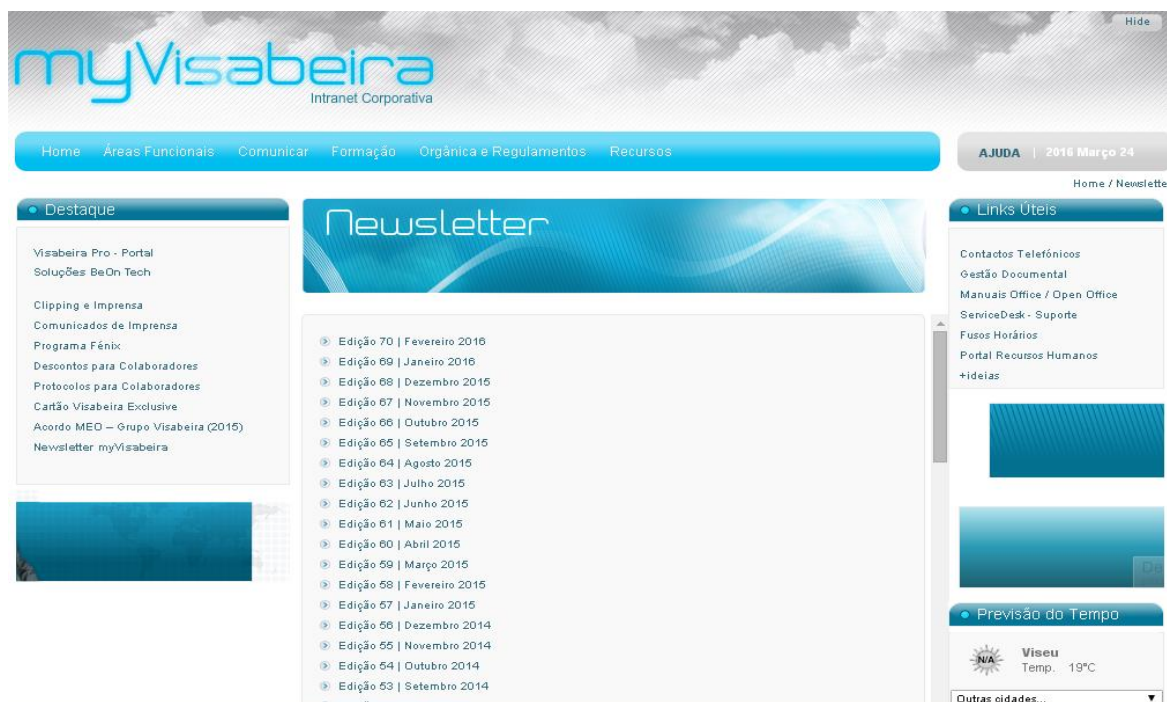 Hide
myVisabeira
Intranet Corporativa
Home Áreas Funcionais Comunicar Formação Orgânica e Regulamentos Recursos
AJUDA | 2016 Março 24
Home / Newslette
Destaque
Visabeira Pro - Portal
Soluções BeOn Tech
Clipping e Imprensa
Comunicados de Imprensa
Programa Fénix
Descontos para Colaboradores
Protocolos para Colaboradores
Cartão Visabeira Exclusive
Acordo MEO – Grupo Visabeira (2015)
Newsletter myVisabeira
Newsletter
Edição 70 | Fevereiro 2016
Edição 69 | Janeiro 2016
Edição 68 | Dezembro 2015
Edição 67 | Novembro 2015
Edição 66 | Outubro 2015
Edição 65 | Setembro 2015
Edição 64 | Agosto 2015
Edição 63 | Julho 2015
Edição 62 | Junho 2015
Edição 61 | Maio 2015
Edição 60 | Abril 2015
Edição 59 | Março 2015
Edição 58 | Fevereiro 2015
Edição 57 | Janeiro 2015
Edição 56 | Dezembro 2014
Edição 55 | Novembro 2014
Edição 54 | Outubro 2014
Edição 53 | Setembro 2014
Links Úteis
Contactos Telefónicos
Gestão Documental
Manuais Office / Open Office
ServiceDesk - Suporte
Fusos Horários
Portal Recursos Humanos
+ideias
De
Previsão do Tempo
N/A
Viseu
Temp. 19°C
Outras cidades...